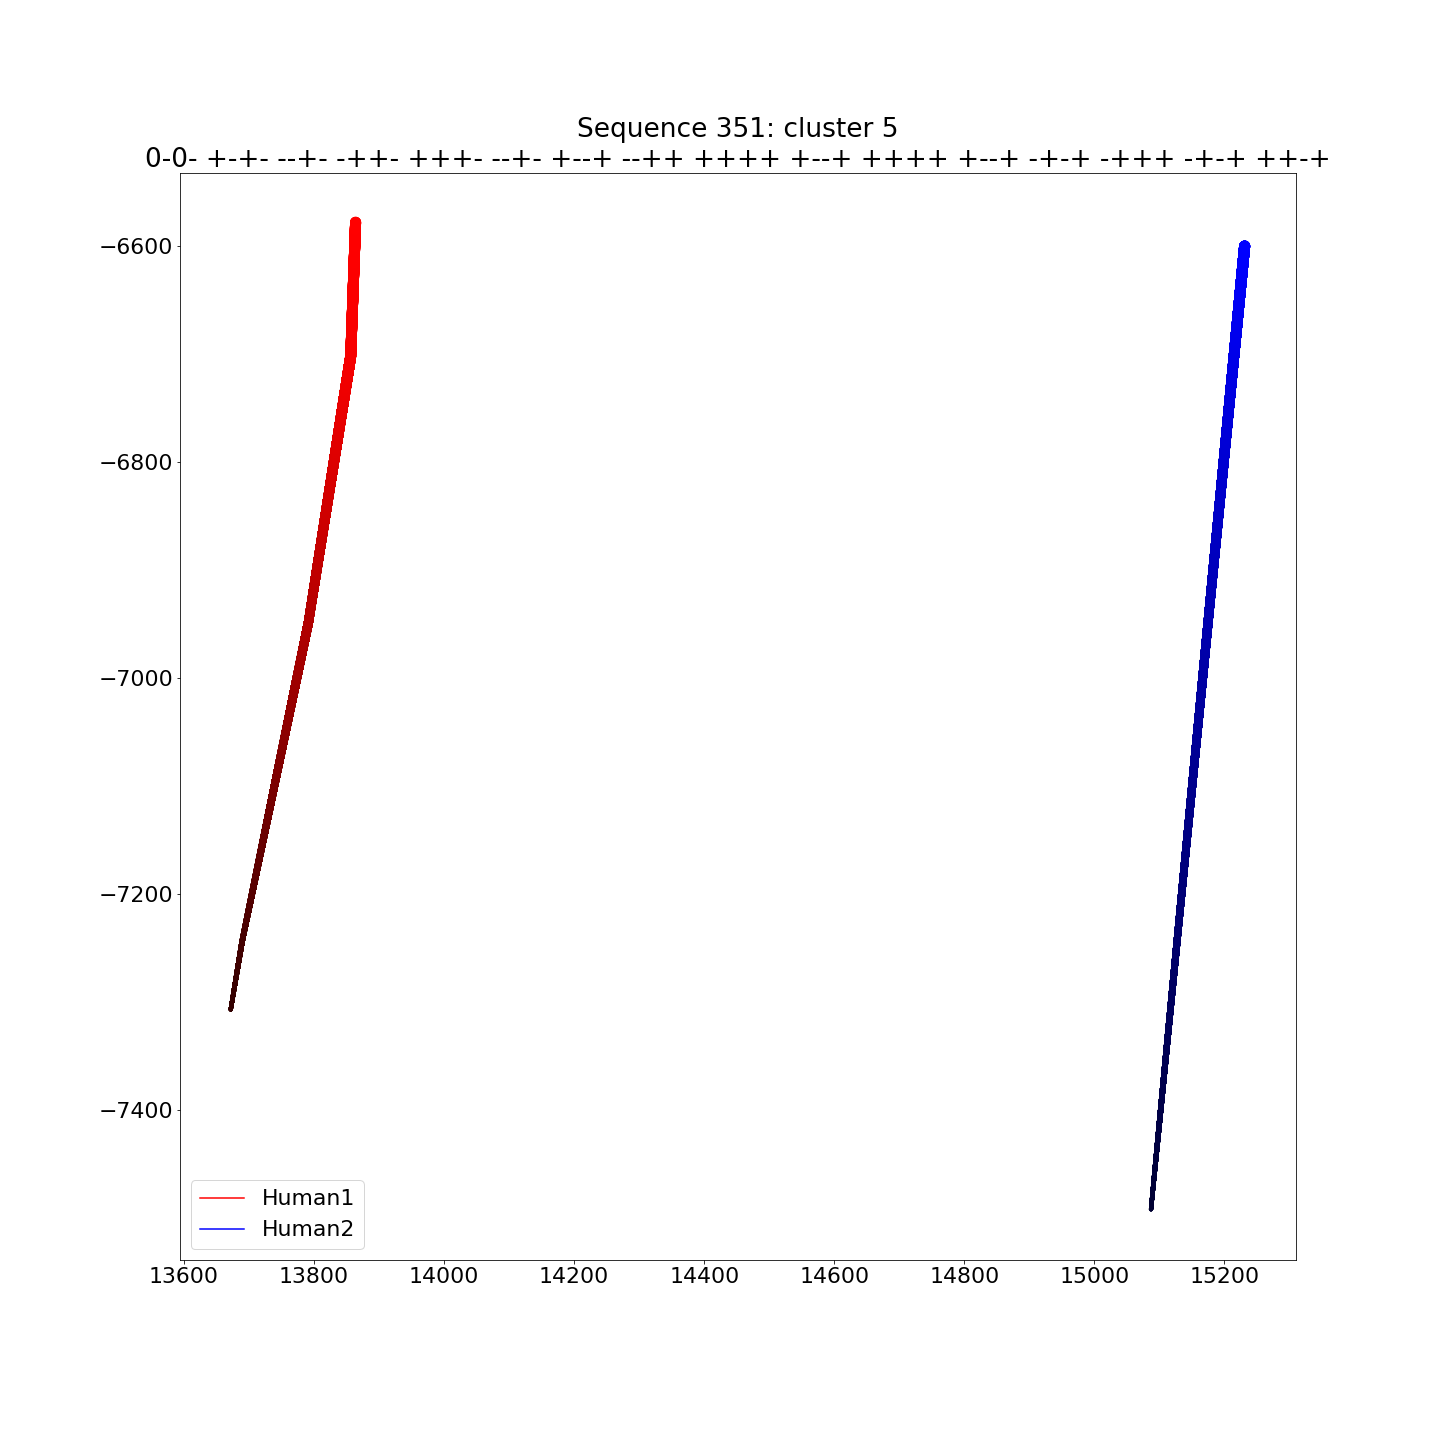 Sequence 351: cluster 5
0-0- +-+- --+- -++- +++- --+- +--+ --++ ++++ +--+ ++++ +--+ -+-+ -+++ -+-+ ++-+
−6600
−6800
−7000
−7200
−7400
Human1
Human2
13600 13800 14000 14200 14400 14600 14800 15000 15200